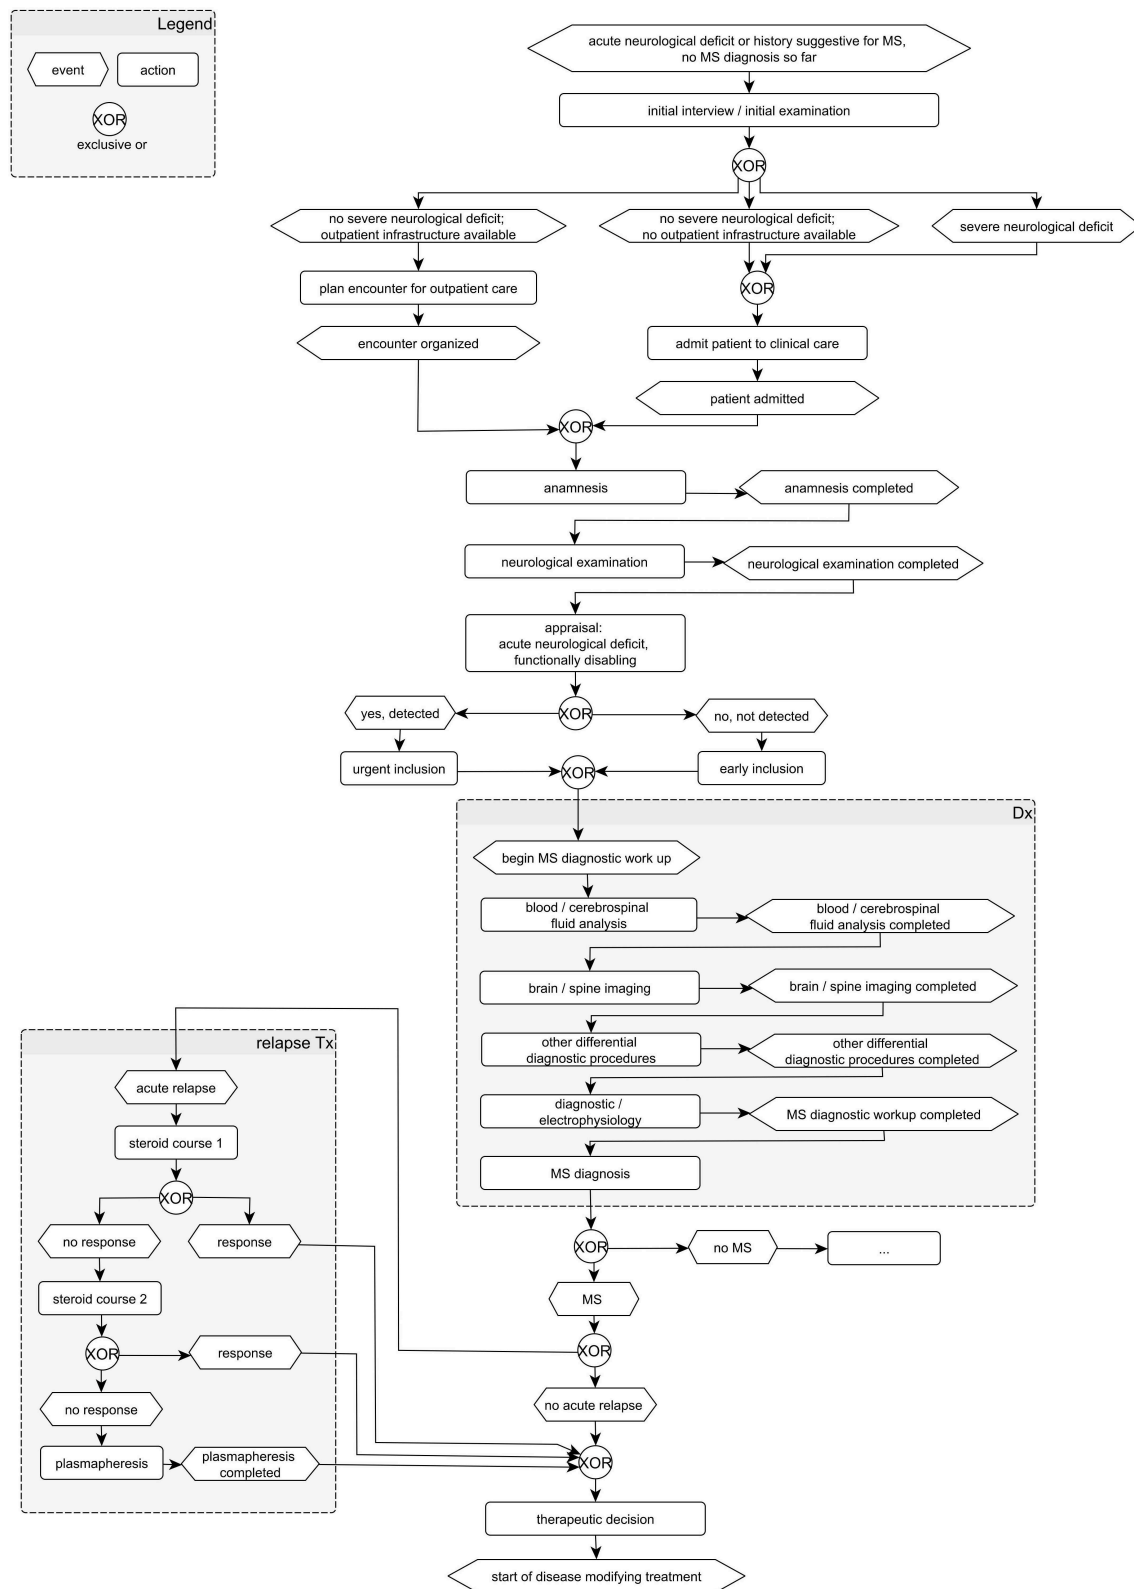 Legend
event
action
XOR
exclusive or
acute neurological deficit or history suggestive for MS,
no MS diagnosis so far
initial interview / initial examination
XOR
no severe neurological deficit;
outpatient infrastructure available
no severe neurological deficit;
no outpatient infrastructure available
severe neurological deficit
plan encounter for outpatient care
XOR
encounter organized
admit patient to clinical care
patient admitted
XOR
anamnesis
anamnesis completed
neurological examination
neurological examination completed
appraisal:
acute neurological deficit,
functionally disabling
yes, detected
XOR
no, not detected
urgent inclusion
XOR
early inclusion
Dx
begin MS diagnostic work up
blood / cerebrospinal
fluid analysis
blood / cerebrospinal
fluid analysis completed
brain / spine imaging
brain / spine imaging completed
other differential
diagnostic procedures
other differential
diagnostic procedures completed
diagnostic /
electrophysiology
MS diagnostic workup completed
MS diagnosis
XOR
no MS
...
MS
XOR
no acute relapse
relapse Tx
acute relapse
steroid course 1
XOR
no response
response
steroid course 2
XOR
response
no response
plasmapheresis
plasmapheresis
completed
XOR
therapeutic decision
start of disease modifying treatment